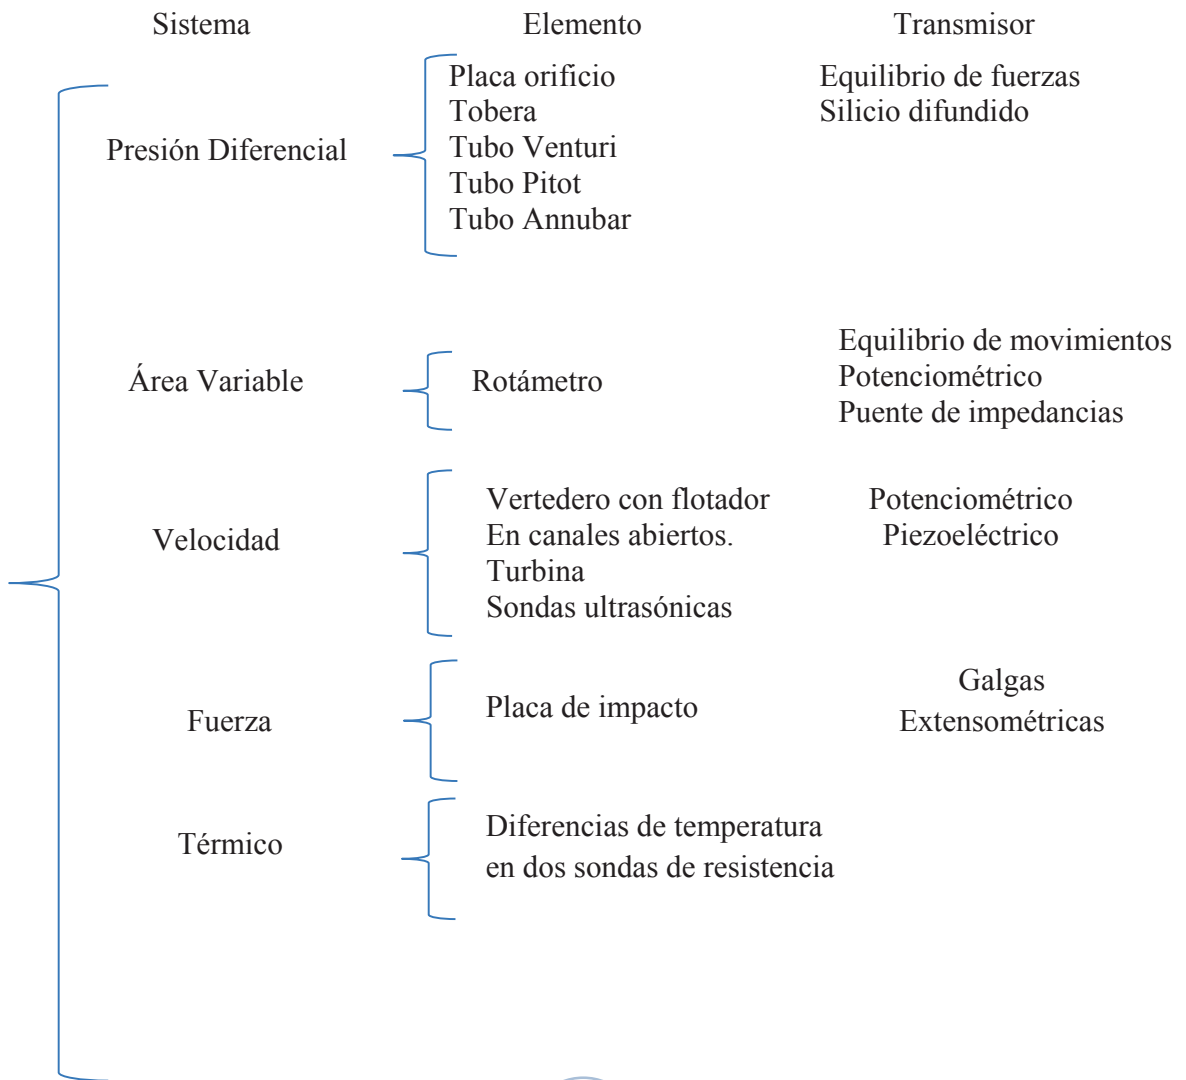 Sistema Elemento Transmisor
Placa orificio
Tobera
Tubo Venturi
Tubo Pitot
Tubo Annubar
Equilibrio de fuerzas
Silicio difundido
Presión Diferencial
Área Variable
Rotámetro
Equilibrio de movimientos
Potenciométrico
Puente de impedancias
Velocidad
Vertedero con flotador
En canales abiertos.
Turbina
Sondas ultrasónicas
Potenciométrico
Piezoeléctrico
Fuerza
Placa de impacto
Galgas
Extensométricas
Térmico
Diferencias de temperatura
en dos sondas de resistencia